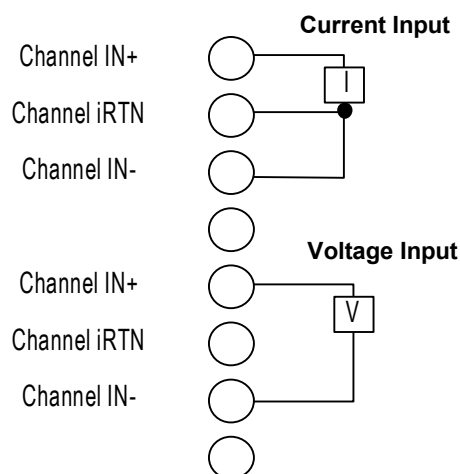 Current Input
Channel IN+
I
Channel iRTN
Channel IN-
Voltage Input
Channel IN+
V
Channel iRTN
Channel IN-